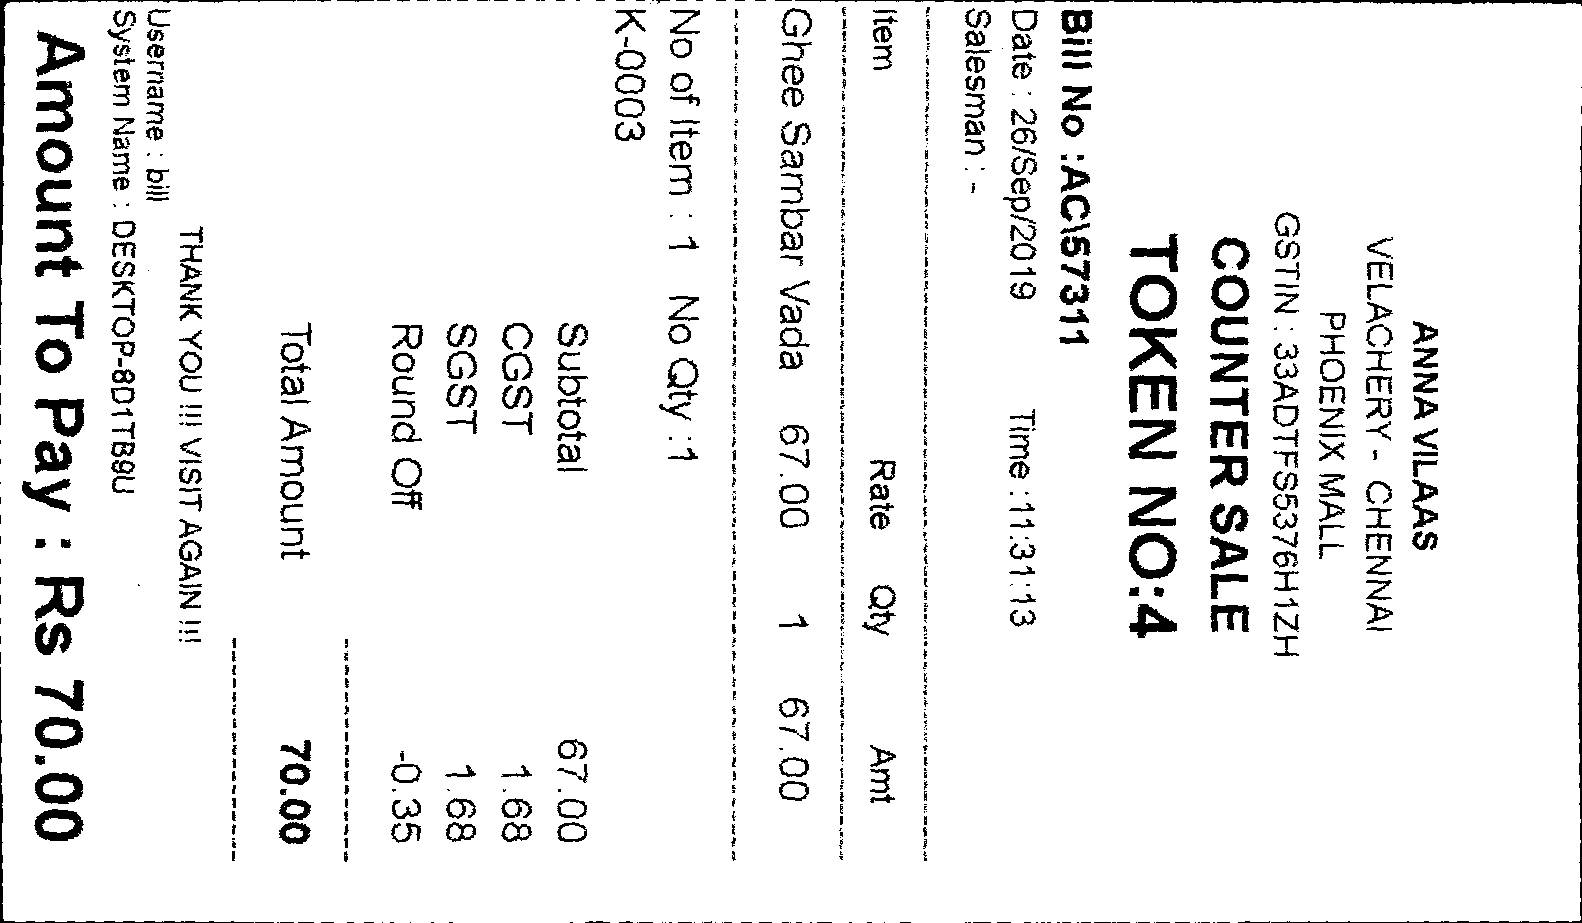 ANNA VILAAS
VELACHERY - CHENNAI
PHOENIX MALL
GSTIN : 33ADTFS5376H1ZH
COUNTER SALE
TOKEN NO:4
Bill No :AC\57311
Date : 26/Sep/2019 Time :11:31:13
Salesman : -
Item Rate Qty Amt
Ghee Sambar Vada 67.00 1 67.00
No of Item : 1 No Qty :1
K-0003
Subtotal 67.00
CGST 1.68
SGST 1.68
Round Off -0.35
Total Amount 70.00
THANK YOU !!! VISIT AGAIN !!!
Username : bill
System Name : DESKTOP-8D1TB9U
Amount To Pay : Rs 70.00